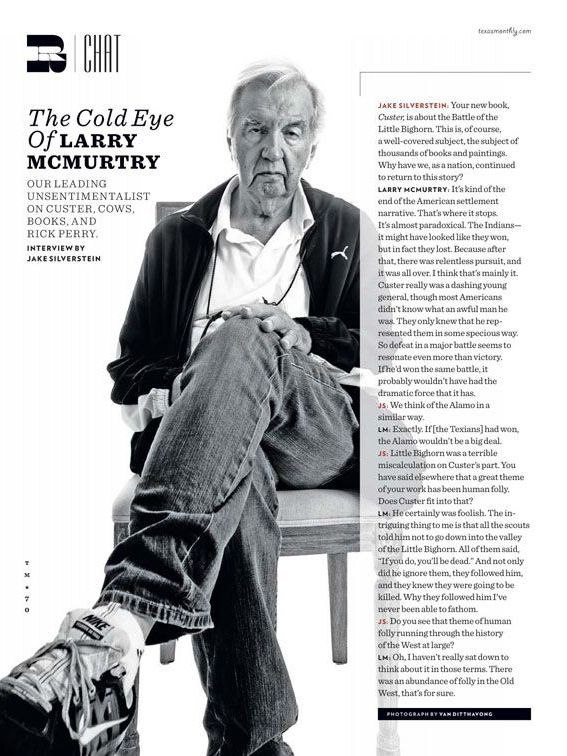 texasmonthly.com
R | CHAT
The Cold Eye
Of LARRY
MCMURTRY
OUR LEADING
UNSENTIMENTALIST
ON CUSTER, COWS,
BOOKS, AND
RICK PERRY.
INTERVIEW BY
JAKE SILVERSTEIN
JAKE SILVERSTEIN: Your new book,
Custer, is about the Battle of the
Little Bighorn. This is, of course,
a well-covered subject, the subject of
thousands of books and paintings.
Why have we, as a nation, continued
to return to this story?
LARRY MCMURTRY: It's kind of the
end of the American settlement
narrative. That's where it stops.
It's almost paradoxical. The Indians—
it might have looked like they won,
but in fact they lost. Because after
that, there was relentless pursuit, and
it was all over. I think that's mainly it.
Custer really was a dashing young
general, though most Americans
didn't know what an awful man he
was. They only knew that he rep-
resented them in some specious way.
So defeat in a major battle seems to
resonate even more than victory.
If he'd won the same battle, it
probably wouldn't have had the
dramatic force that it has.
JS: We think of the Alamo in a
similar way.
LM: Exactly. If [the Texians] had won,
the Alamo wouldn't be a big deal.
JS: Little Bighorn was a terrible
miscalculation on Custer's part. You
have said elsewhere that a great theme
of your work has been human folly.
Does Custer fit into that?
LM: He certainly was foolish. The in-
triguing thing to me is that all the scouts
told him not to go down into the valley
of the Little Bighorn. All of them said,
"If you do, you'll be dead." And not only
did he ignore them, they followed him,
and they knew they were going to be
killed. Why they followed him I've
never been able to fathom.
JS: Do you see that theme of human
folly running through the history
of the West at large?
LM: Oh, I haven't really sat down to
think about it in those terms. There
was an abundance of folly in the Old
West, that's for sure.
PHOTOGRAPH BY VAN DITTHAVONG
T
M
*
7
0
NIKE